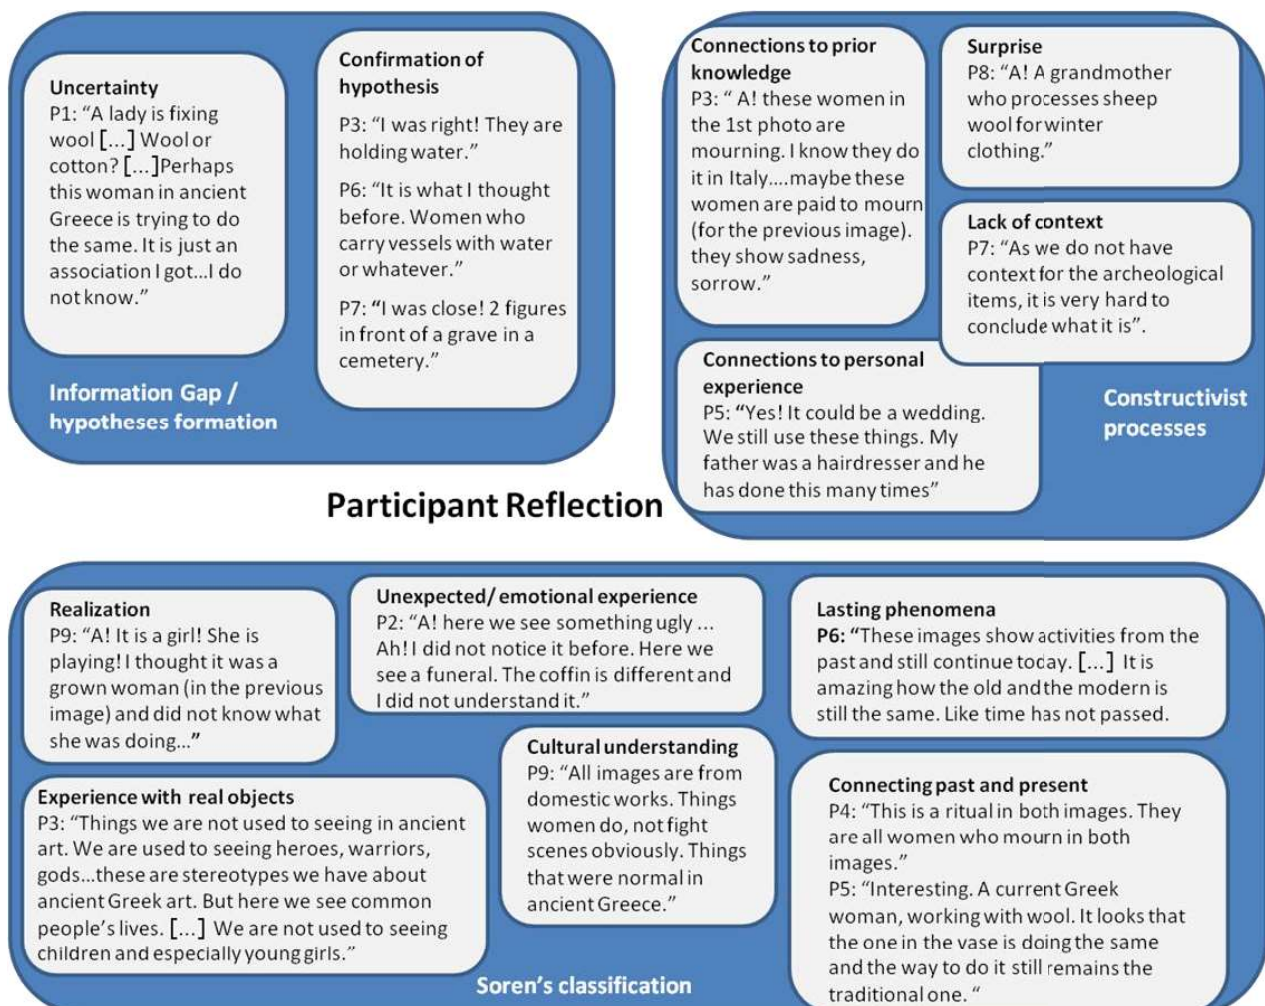 Uncertainty
P1: “A lady is fixing
wool [...] Wool or
cotton? [...]Perhaps
this woman in ancient
Greece is trying to do
the same. It is just an
association I got...I do
not know.”
Confirmation of
hypothesis
P3: “I was right! They are
holding water.”
P6: “It is what I thought
before. Women who
carry vessels with water
or whatever.”
P7: “I was close! 2 figures
in front of a grave in a
cemetery.”
Information Gap /
hypotheses formation
Connections to prior
knowledge
P3: “ A! these women in
the 1st photo are
mourning. I know they do
it in Italy....maybe these
women are paid to mourn
(for the previous image).
they show sadness,
sorrow.”
Surprise
P8: “A! A grandmother
who processes sheep
wool for winter
clothing.”
Lack of context
P7: “As we do not have
context for the archeological
items, it is very hard to
conclude what it is”.
Connections to personal
experience
P5: “Yes! It could be a wedding.
We still use these things. My
father was a hairdresser and he
has done this many times”
Constructivist
processes
Participant Reflection
Realization
P9: “A! It is a girl! She is
playing! I thought it was a
grown woman (in the previous
image) and did not know what
she was doing...”
Unexpected/ emotional experience
P2: “A! here we see something ugly ...
Ah! I did not notice it before. Here we
see a funeral. The coffin is different and
I did not understand it.”
Lasting phenomena
P6: “These images show activities from the
past and still continue today. [...] It is
amazing how the old and the modern is
still the same. Like time has not passed.
Experience with real objects
P3: “Things we are not used to seeing in ancient
art. We are used to seeing heroes, warriors,
gods...these are stereotypes we have about
ancient Greek art. But here we see common
people’s lives. [...] We are not used to seeing
children and especially young girls.”
Cultural understanding
P9: “All images are from
domestic works. Things
women do, not fight
scenes obviously. Things
that were normal in
ancient Greece.”
Connecting past and present
P4: “This is a ritual in both images. They
are all women who mourn in both
images.”
P5: “Interesting. A current Greek
woman, working with wool. It looks that
the one in the vase is doing the same
and the way to do it still remains the
traditional one. “
Soren’s classification